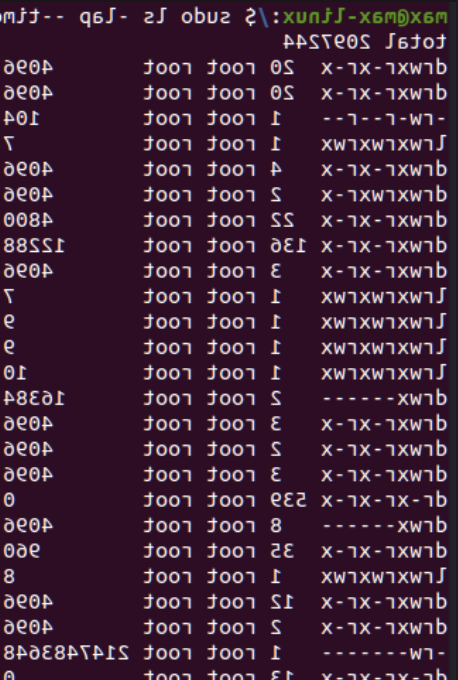 max@max-linux:/$ sudo ls -lap --time
total 2097244
drwxr-xr-x 20 root root 4096
drwxr-xr-x 20 root root 4096
-rw-r--r-- 1 root root 104
lrwxrwxrwx 1 root root 7
drwxr-xr-x 4 root root 4096
drwxrwxr-x 2 root root 4096
drwxr-xr-x 22 root root 4800
drwxr-xr-x 136 root root 12288
drwxr-xr-x 3 root root 4096
lrwxrwxrwx 1 root root 7
lrwxrwxrwx 1 root root 9
lrwxrwxrwx 1 root root 9
lrwxrwxrwx 1 root root 10
drwx------ 2 root root 16384
drwxr-xr-x 3 root root 4096
drwxr-xr-x 2 root root 4096
drwxr-xr-x 3 root root 4096
dr-xr-xr-x 539 root root 0
drwx------ 8 root root 4096
drwxr-xr-x 35 root root 960
lrwxrwxrwx 1 root root 8
drwxr-xr-x 12 root root 4096
drwxr-xr-x 2 root root 4096
-rw------- 1 root root 2147483648
dr-xr-xr-x 13 root root 0